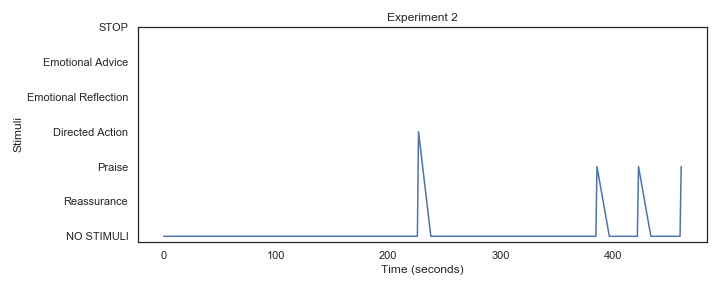 Experiment 2
STOP
Emotional Advice
Emotional Reflection
Directed Action
Praise
Reassurance
NO STIMULI
Stimuli
0 100 200 300 400
Time (seconds)